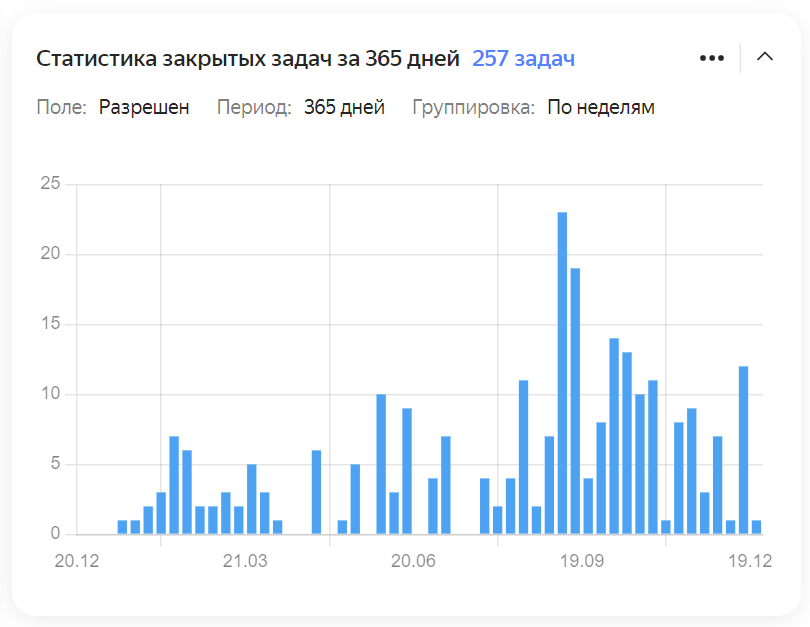 Статистика закрытых задач за 365 дней 257 задач
Поле: Разрешен Период: 365 дней Группировка: По неделям
25
20
15
10
5
0
20.12 21.03 20.06 19.09 19.12